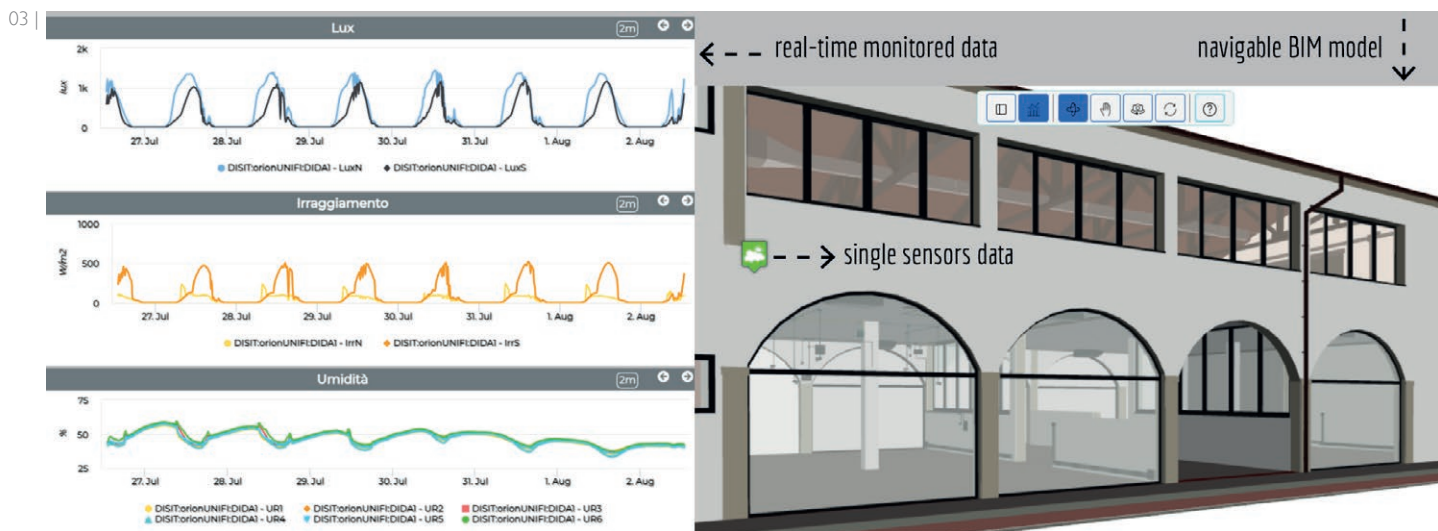 03 |
Lux
2m
2k
1k
0
lux
27. Jul
28. Jul
29. Jul
30. Jul
31. Jul
1. Aug
2. Aug
DISIT:orionUNIFI:DIDA1 - LuxN
DISIT:orionUNIFI:DIDA1 - LuxS
Irraggiamento
2m
1000
500
0
W/m2
27. Jul
28. Jul
29. Jul
30. Jul
31. Jul
1. Aug
2. Aug
DISIT:orionUNIFI:DIDA1 - IrrN
DISIT:orionUNIFI:DIDA1 - IrrS
Umidità
2m
75
50
25
%
27. Jul
28. Jul
29. Jul
30. Jul
31. Jul
1. Aug
2. Aug
DISIT:orionUNIFI:DIDA1 - UR1
DISIT:orionUNIFI:DIDA1 - UR2
DISIT:orionUNIFI:DIDA1 - UR3
DISIT:orionUNIFI:DIDA1 - UR4
DISIT:orionUNIFI:DIDA1 - UR5
DISIT:orionUNIFI:DIDA1 - UR6
real-time monitored data
navigable BIM model
?
single sensors data